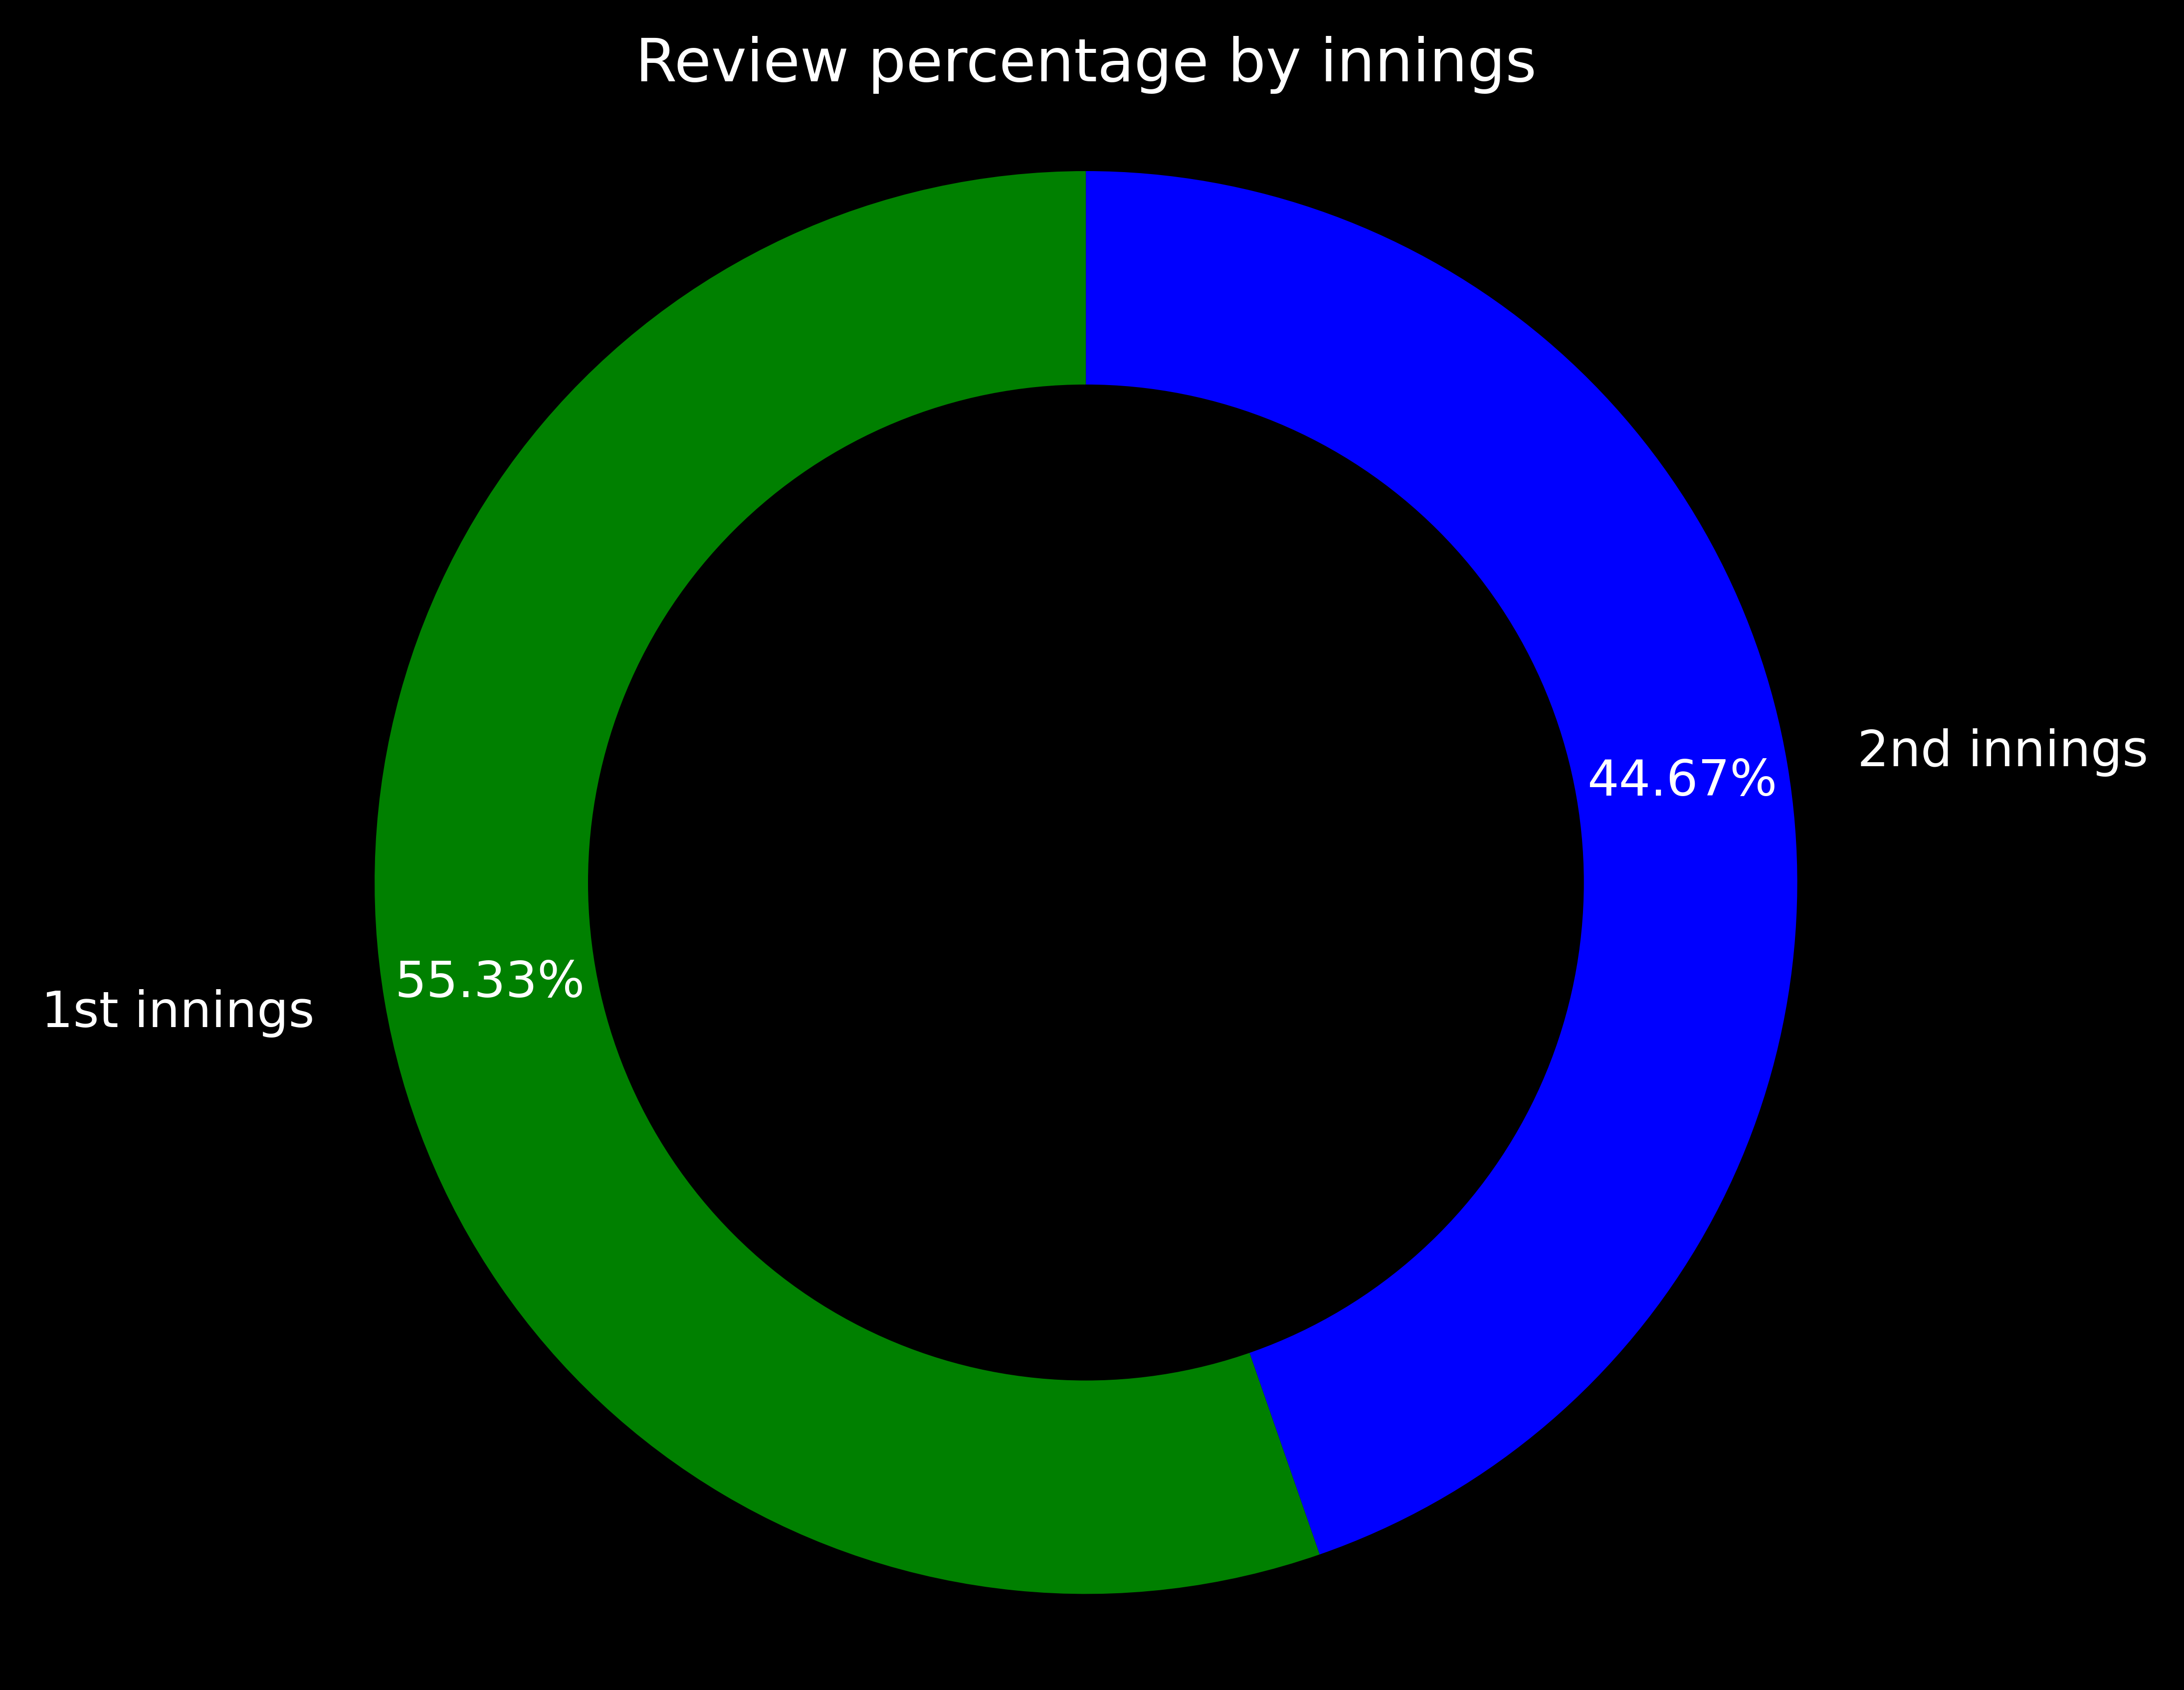 Review percentage by innings
2nd innings
44.67%
55.33%
1st innings